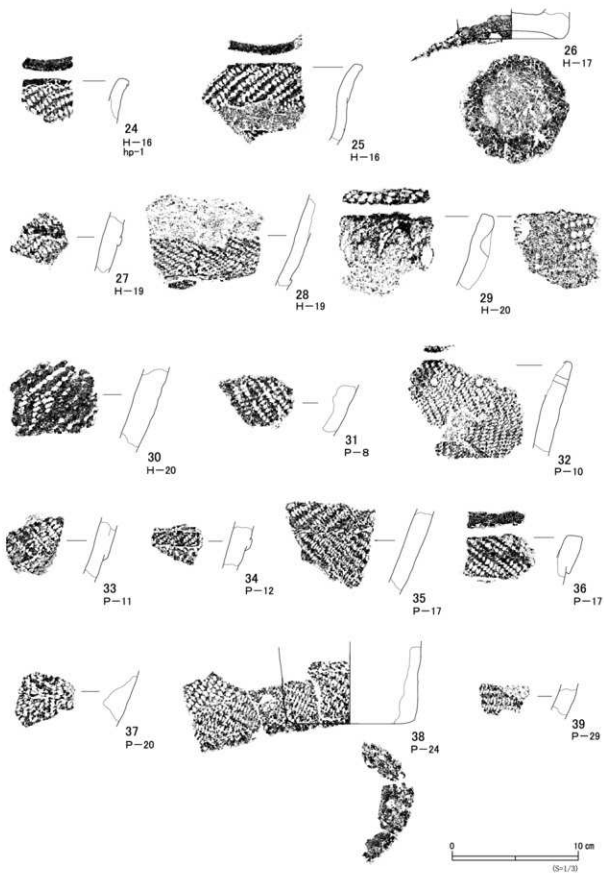 24
H-16
hp-1
25
H-16
26
H-17
27
H-19
28
H-19
29
H-20
30
H-20
31
P-8
32
P-10
33
P-11
34
P-12
35
P-17
36
P-17
37
P-20
38
P-24
39
P-29
0 10 cm
(S=1/3)